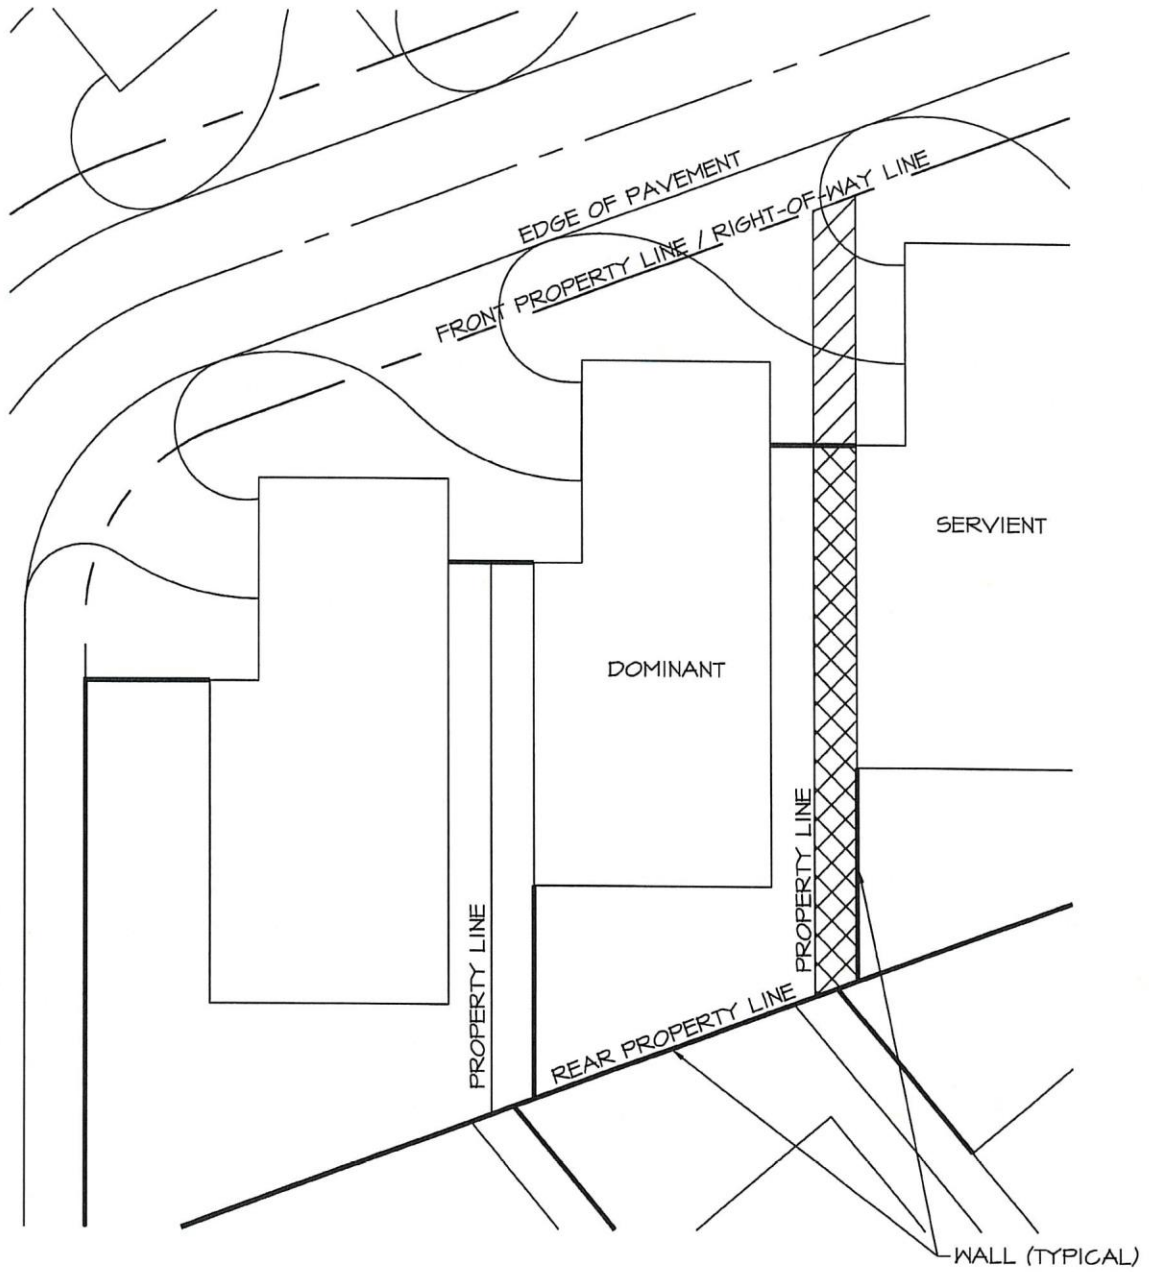 EDGE OF PAVEMENT
FRONT PROPERTY LINE / RIGHT-OF-WAY LINE
SERVIENT
DOMINANT
PROPERTY LINE
PROPERTY LINE
REAR PROPERTY LINE
WALL (TYPICAL)